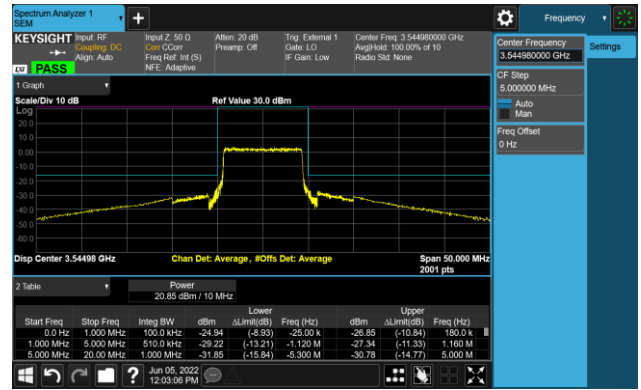 Spectrum Analyzer 1
SEM
+
Frequency
KEYSIGHT
Input: RF
Coupling: DC
Align: Auto
Input Z: 50 Ω
Corr CCorr
Freq Ref: Int (S)
NFE: Adaptive
Atten: 20 dB
Preamp: Off
Trig: External 1
Gate: LO
IF Gain: Low
Center Freq: 3.544980000 GHz
Avg|Hold: 100.00% of 10
Radio Std: None
LXI
PASS
Center Frequency
3.544980000 GHz
Settings
CF Step
5.000000 MHz
Auto
Man
Freq Offset
0 Hz
1 Graph
Scale/Div 10 dB
Ref Value 30.0 dBm
Log
20.0
10.0
0.00
-10.0
-20.0
-30.0
-40.0
-50.0
-60.0
Disp Center 3.54498 GHz
Chan Det: Average , #Offs Det: Average
Span 50.000 MHz
2001 pts
2 Table
Power
20.85 dBm / 10 MHz
Lower
Upper
Start Freq Stop Freq Integ BW dBm ΔLimit(dB) Freq (Hz) dBm ΔLimit(dB) Freq (Hz)
0.0 Hz 1.000 MHz 100.0 kHz -24.94 (-8.93) -25.00 k -26.85 (-10.84) 180.0 k
1.000 MHz 5.000 MHz 510.0 kHz -29.22 (-13.21) -1.120 M -27.34 (-11.33) 1.160 M
5.000 MHz 20.00 MHz 1.000 MHz -31.85 (-15.84) -5.300 M -30.78 (-14.77) 5.000 M
?
Jun 05, 2022
12:03:06 PM